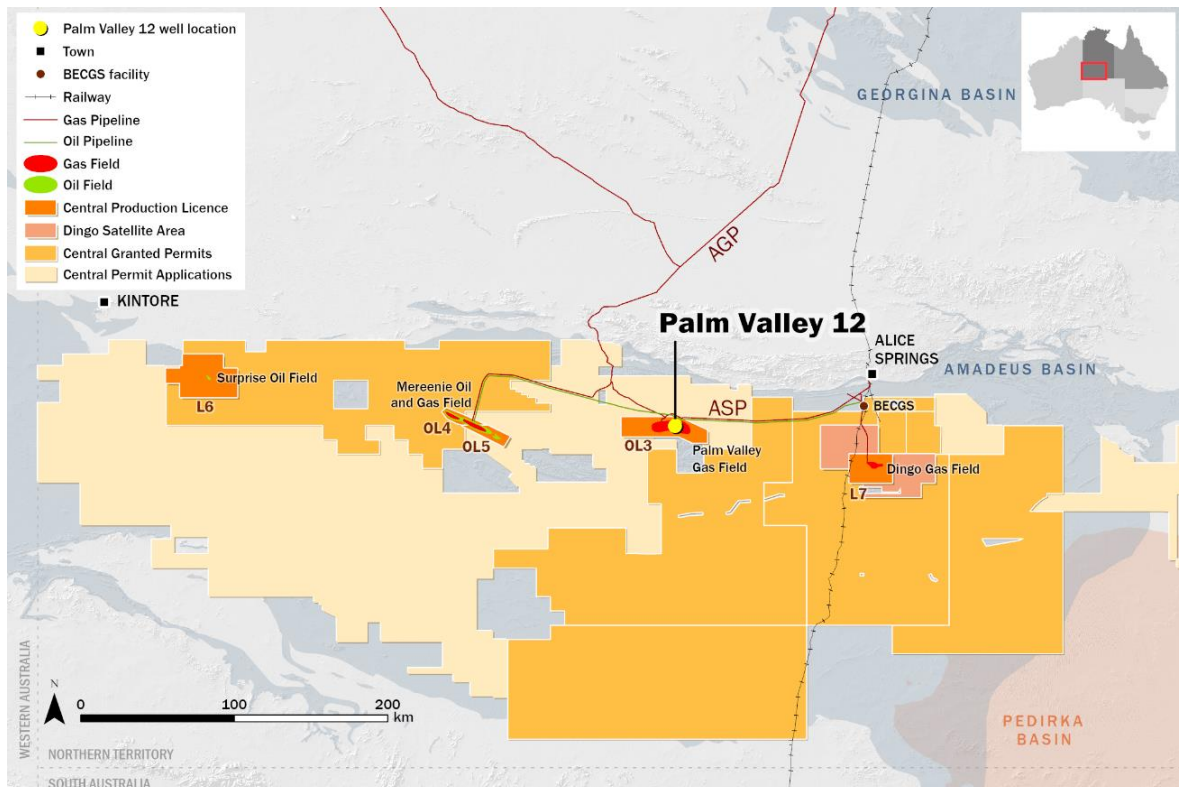 Palm Valley 12 well location
Town
BECGS facility
Railway
Gas Pipeline
Oil Pipeline
Gas Field
Oil Field
Central Production Licence
Dingo Satellite Area
Central Granted Permits
Central Permit Applications
GEORGINA BASIN
AGP
KINTORE
Palm Valley 12
ALICE
SPRINGS
AMADEUS BASIN
Surprise Oil Field
L6
Mereenie Oil
and Gas Field
OL4
OL5
ASP
BECGS
OL3
Palm Valley
Gas Field
Dingo Gas Field
L7
WESTERN AUSTRALIA
N
0 100 200
km
NORTHERN TERRITORY
SOUTH AUSTRALIA
PEDIRKA
BASIN